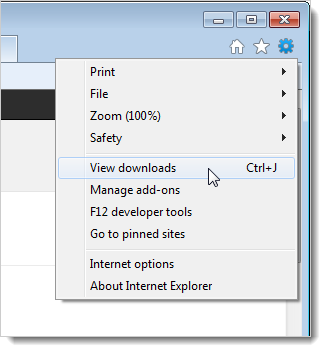 Print
File
Zoom (100%)
Safety
View downloads Ctrl+J
Manage add-ons
F12 developer tools
Go to pinned sites
Internet options
About Internet Explorer